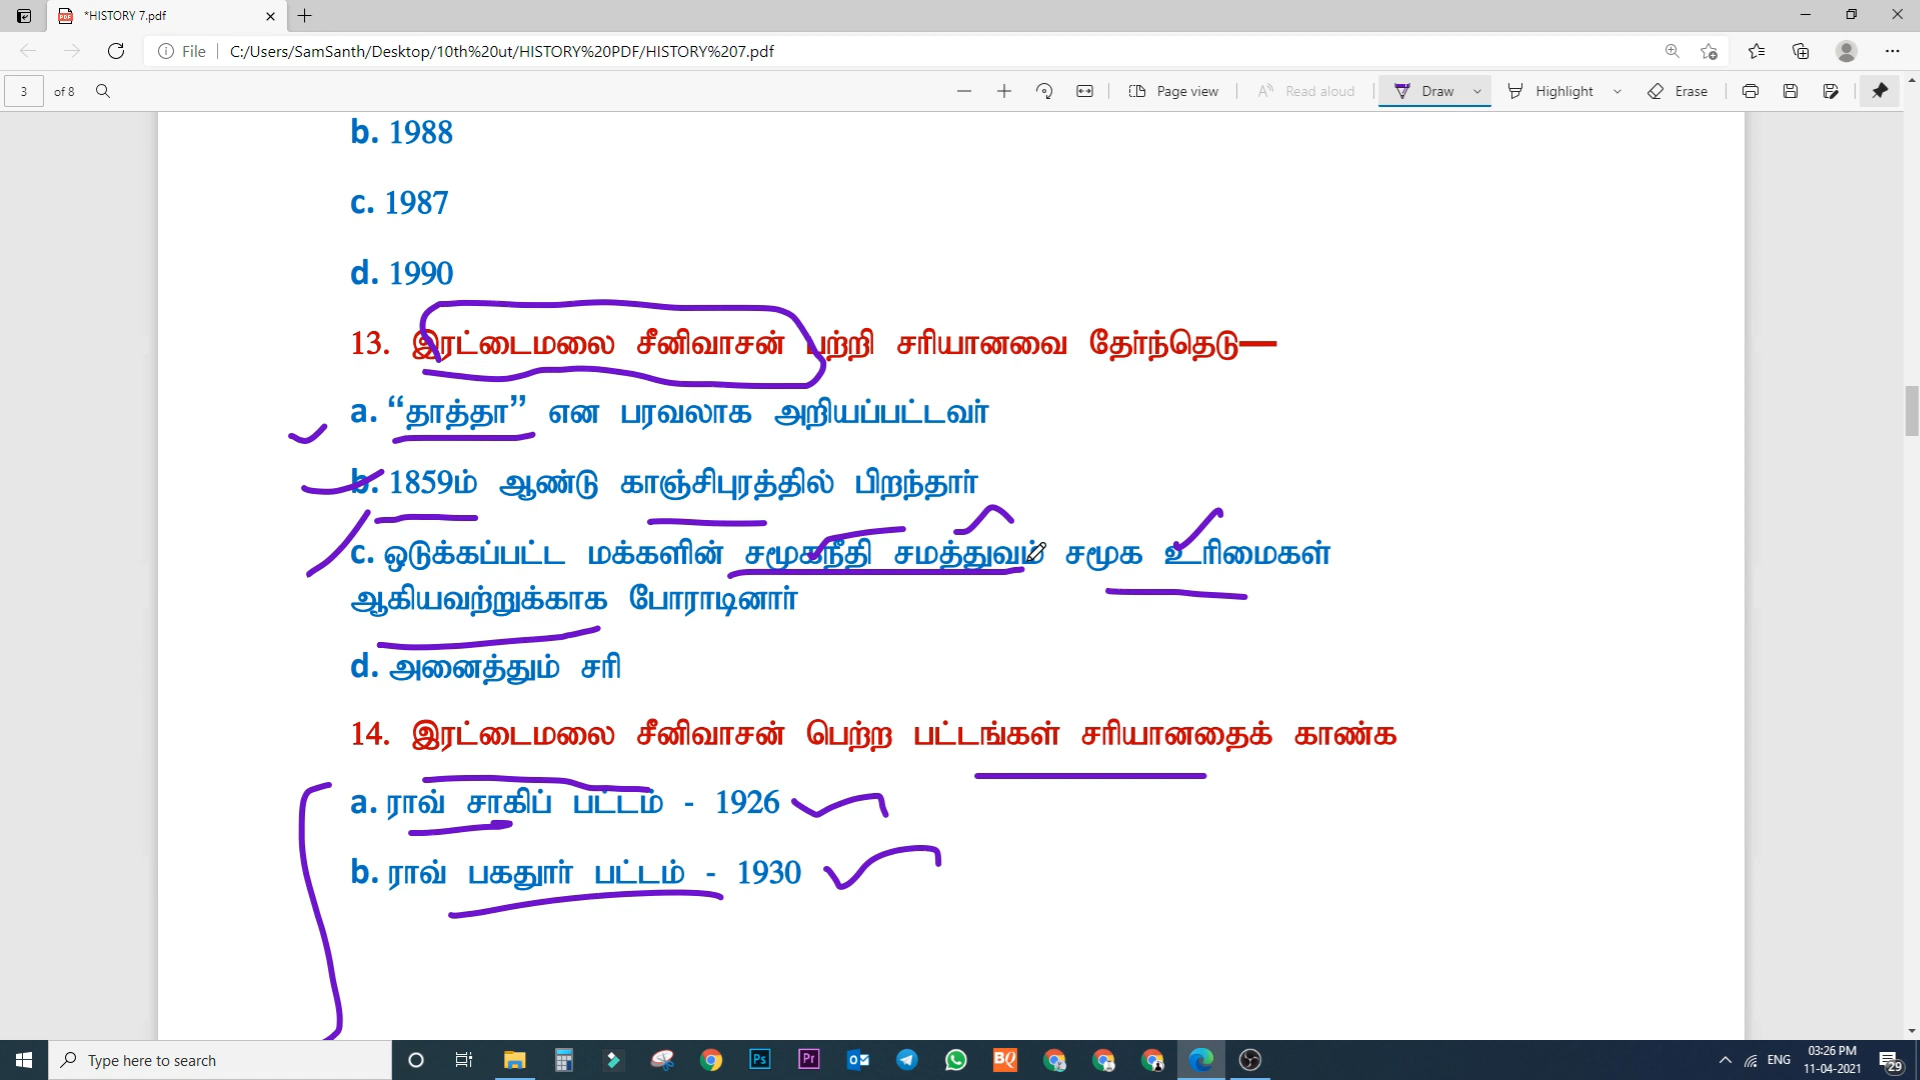 *HISTORY 7.pdf
File
C:/Users/SamSanth/Desktop/10th%20ut/HISTORY%20PDF/HISTORY%207.pdf
3 of 8
Page view
Read aloud
Draw
Highlight
Erase
b. 1988
c. 1987
d. 1990
13. இரட்டைமலை சீனிவாசன் பற்றி சரியானவை தேர்ந்தெடு—
a. “தாத்தா” என பரவலாக அறியப்பட்டவர்
b. 1859ம் ஆண்டு காஞ்சிபுரத்தில் பிறந்தார்
c. ஒடுக்கப்பட்ட மக்களின் சமூகநீதி சமத்துவம் சமூக உரிமைகள்
ஆகியவற்றுக்காக போராடினார்
d. அனைத்தும் சரி
14. இரட்டைமலை சீனிவாசன் பெற்ற பட்டங்கள் சரியானதைக் காண்க
a. ராவ் சாகிப் பட்டம் - 1926
b. ராவ் பகதூர் பட்டம் - 1930
Type here to search
Ps
Pr
BQ
ENG
03:26 PM
11-04-2021
29